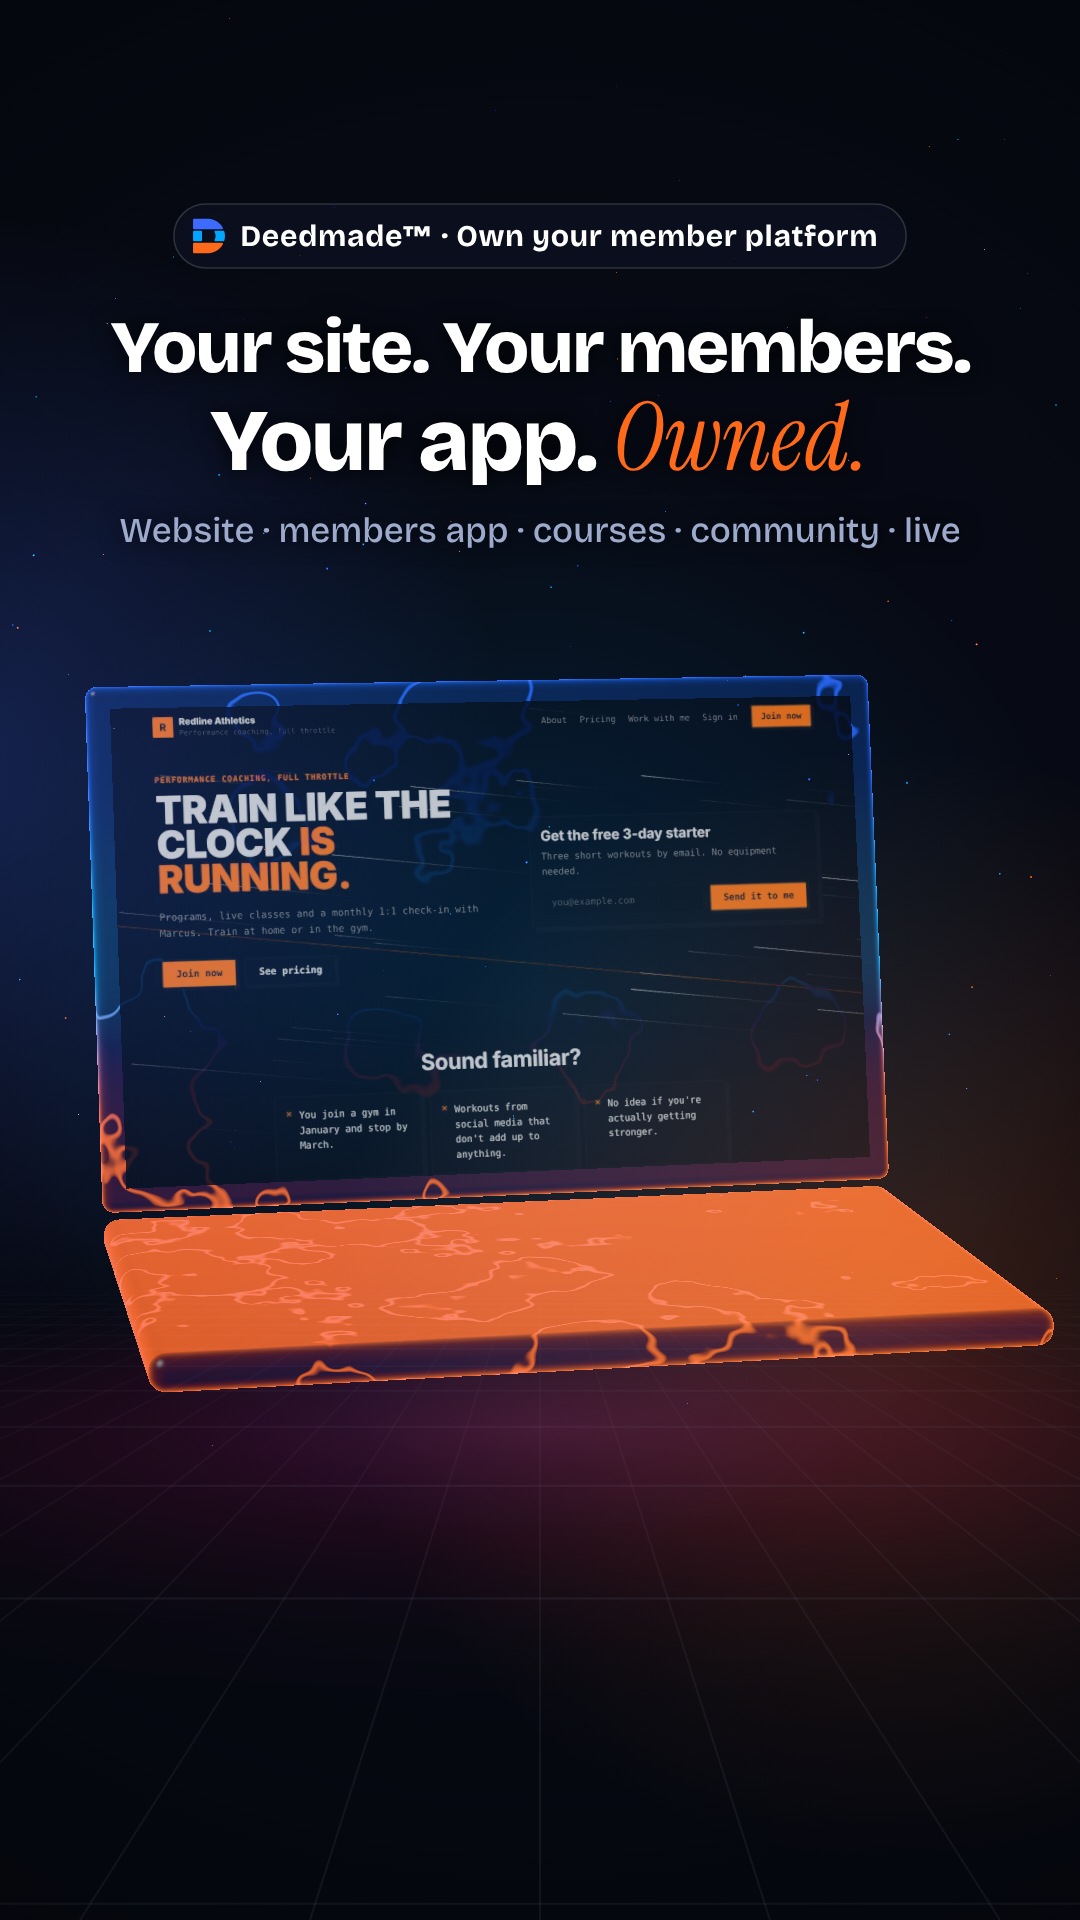 Deedmade™ · Own your member platform
Your site. Your members.
Your app. Owned.
Website · members app · courses · community · live
R
Redline Athletics
Performance coaching, full throttle
About Pricing Work with me Sign in Join now
PERFORMANCE COACHING, FULL THROTTLE
TRAIN LIKE THE
CLOCK IS
RUNNING.
Programs, live classes and a monthly 1:1 check-in with
Marcus. Train at home or in the gym.
Join now See pricing
Get the free 3-day starter
Three short workouts by email. No equipment
needed.
you@example.com Send it to me
Sound familiar?
× You join a gym in
January and stop by
March.
× Workouts from
social media that
don't add up to
anything.
× No idea if you're
actually getting
stronger.